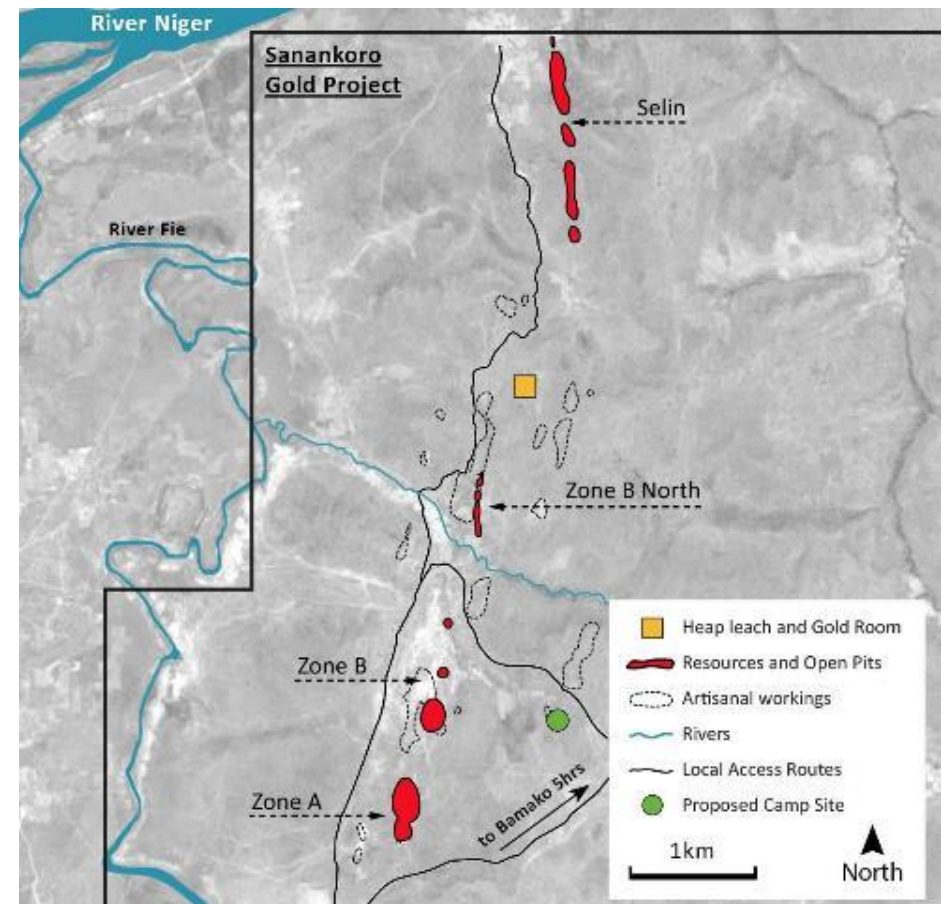 River Niger
Sanankoro
Gold Project
Selin
River Fie
Zone B North
Zone B
Zone A
to Bamako 5hrs
Heap leach and Gold Room
Resources and Open Pits
Artisanal workings
Rivers
Local Access Routes
Proposed Camp Site
1km
North